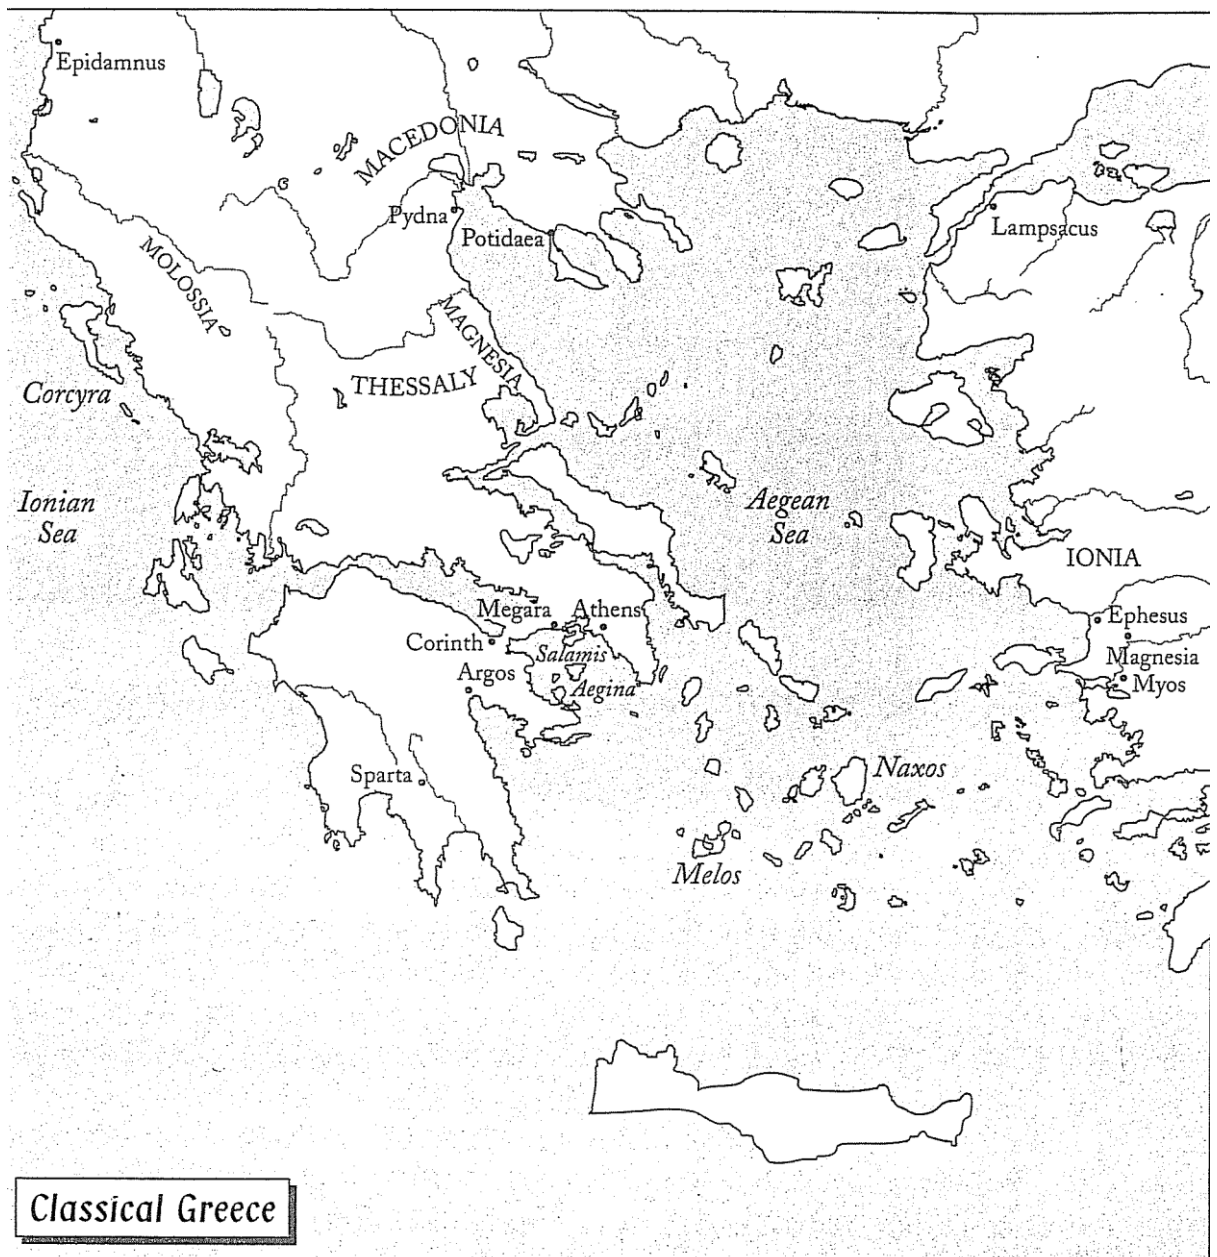 Epidamnus
MACEDONIA
Pydna
Potidaea
Lampsacus
MOLOSSIA
MAGNESIA
THESSALY
Corcyra
Ionian
Sea
Aegean
Sea
IONIA
Megara
Athens
Ephesus
Corinth
Salamis
Magnesia
Argos
Aegina
Myos
Sparta
Naxos
Melos
Classical Greece